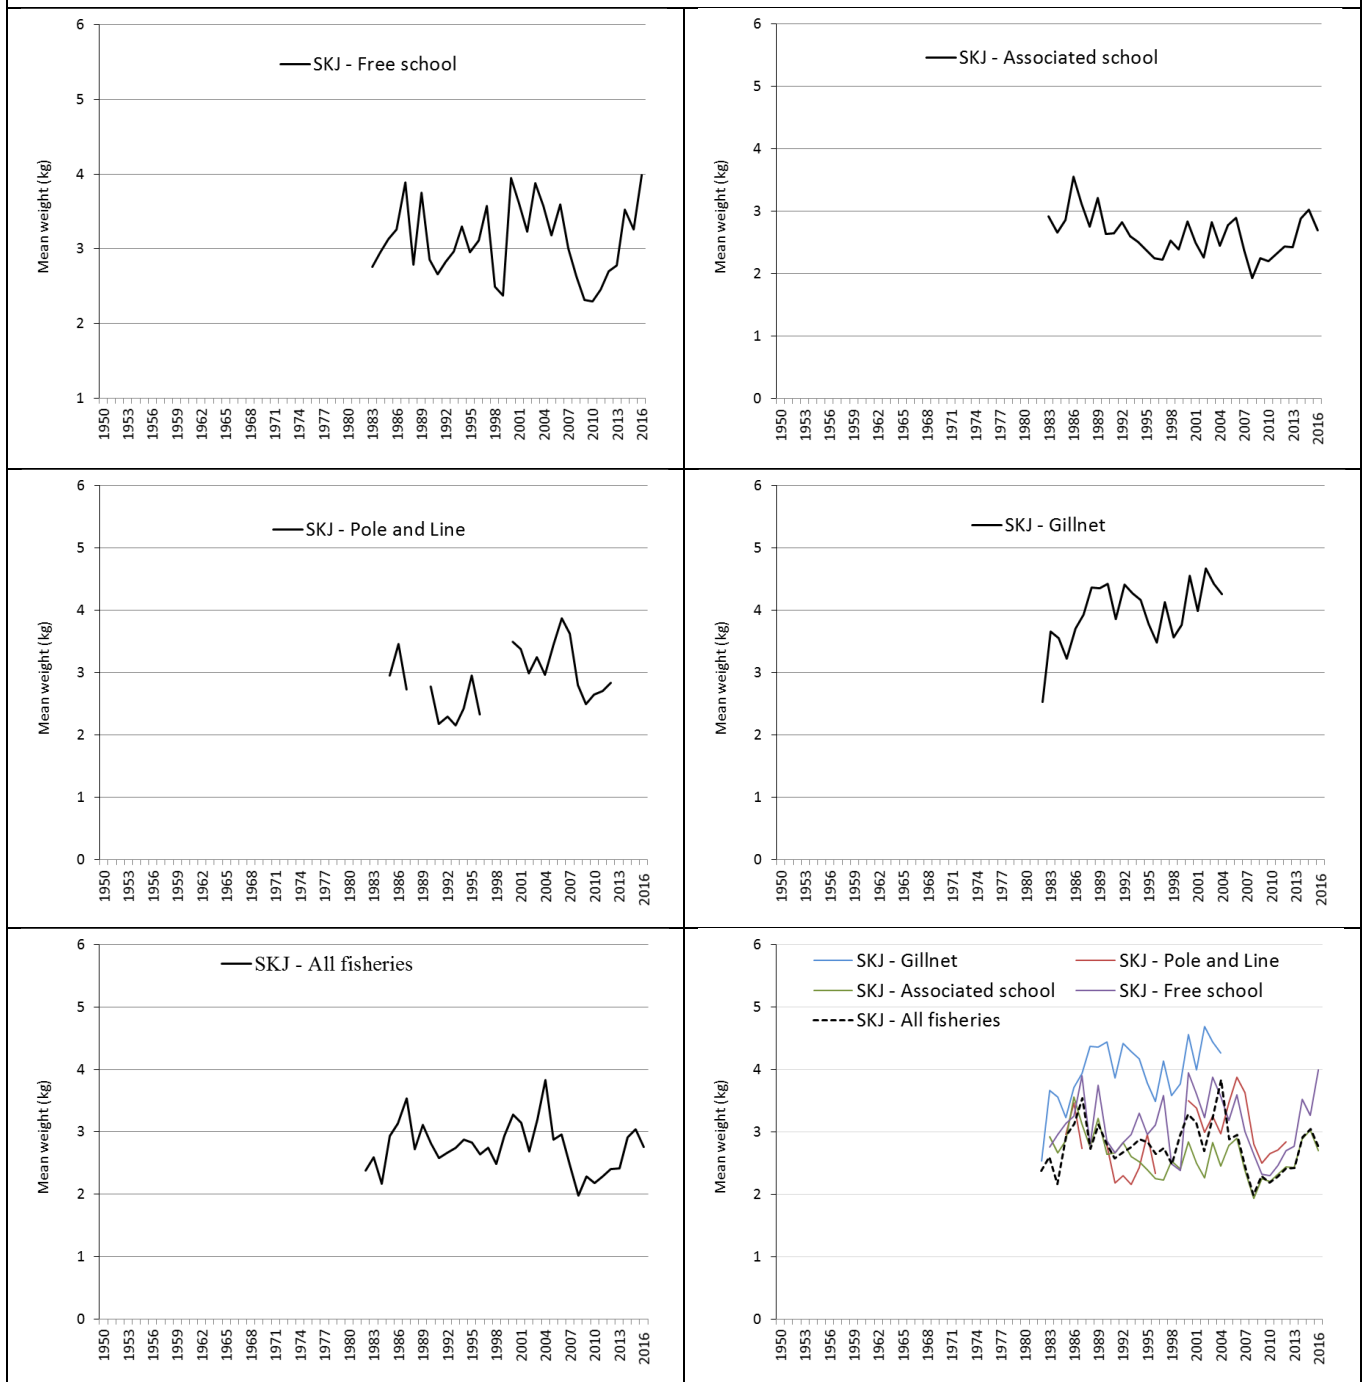 SKJ - Free school
Mean weight (kg)
6
5
4
3
2
1
1950 1953 1956 1959 1962 1965 1968 1971 1974 1977 1980 1983 1986 1989 1992 1995 1998 2001 2004 2007 2010 2013 2016
SKJ - Associated school
Mean weight (kg)
6
5
4
3
2
1
0
1950 1953 1956 1959 1962 1965 1968 1971 1974 1977 1980 1983 1986 1989 1992 1995 1998 2001 2004 2007 2010 2013 2016
SKJ - Pole and Line
Mean weight (kg)
6
5
4
3
2
1
0
1950 1953 1956 1959 1962 1965 1968 1971 1974 1977 1980 1983 1986 1989 1992 1995 1998 2001 2004 2007 2010 2013 2016
SKJ - Gillnet
Mean weight (kg)
6
5
4
3
2
1
0
1950 1953 1956 1959 1962 1965 1968 1971 1974 1977 1980 1983 1986 1989 1992 1995 1998 2001 2004 2007 2010 2013 2016
SKJ - All fisheries
Mean weight (kg)
6
5
4
3
2
1
0
1950 1953 1956 1959 1962 1965 1968 1971 1974 1977 1980 1983 1986 1989 1992 1995 1998 2001 2004 2007 2010 2013 2016
SKJ - Gillnet SKJ - Pole and Line
SKJ - Associated school SKJ - Free school
SKJ - All fisheries
Mean weight (kg)
6
5
4
3
2
1
0
1950 1953 1956 1959 1962 1965 1968 1971 1974 1977 1980 1983 1986 1989 1992 1995 1998 2001 2004 2007 2010 2013 2016